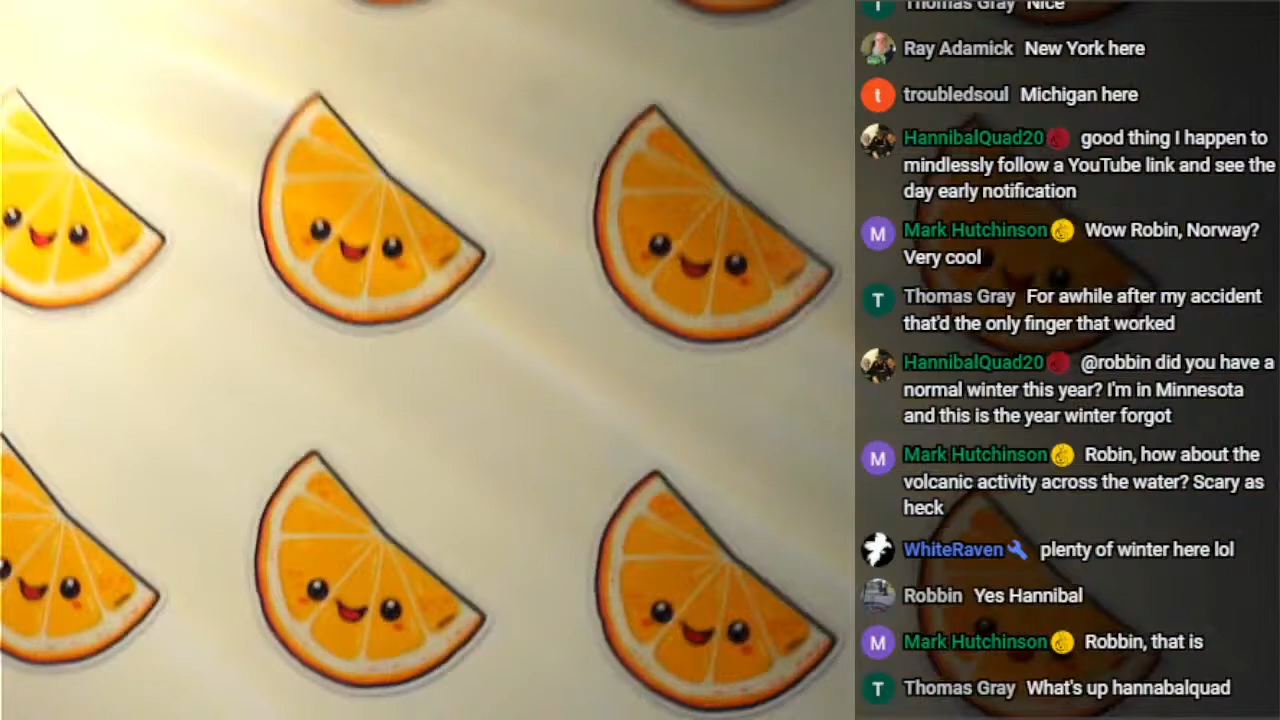 Thomas Gray Nice
Ray Adamick New York here
troubledsoul Michigan here
HannibalQuad20 good thing I happen to
mindlessly follow a YouTube link and see the
day early notification
Mark Hutchinson Wow Robin, Norway?
Very cool
Thomas Gray For awhile after my accident
that'd the only finger that worked
HannibalQuad20 @robbin did you have a
normal winter this year? I'm in Minnesota
and this is the year winter forgot
Mark Hutchinson Robin, how about the
volcanic activity across the water? Scary as
heck
WhiteRaven plenty of winter here lol
Robbin Yes Hannibal
Mark Hutchinson Robbin, that is
Thomas Gray What's up hannabalquad